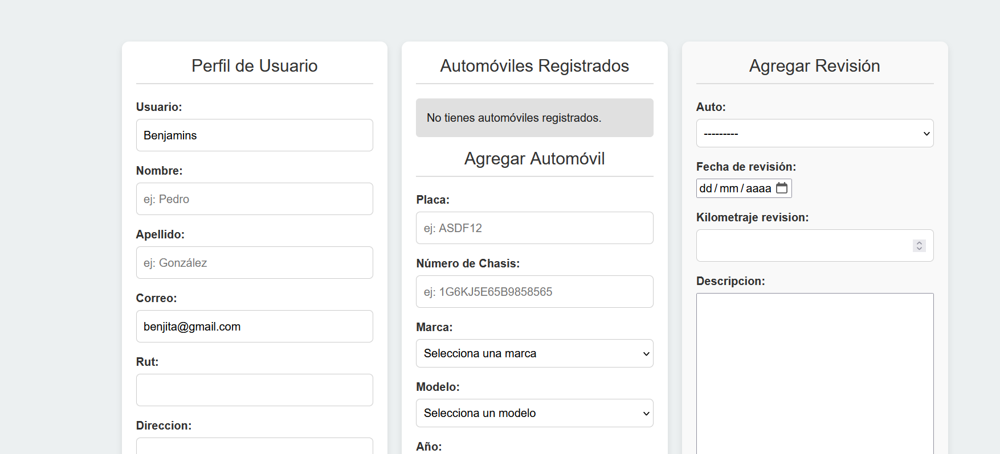 Perfil de Usuario
Usuario:
Benjamins
Nombre:
ej: Pedro
Apellido:
ej: González
Correo:
benjita@gmail.com
Rut:
Direccion:
Automóviles Registrados
No tienes automóviles registrados.
Agregar Automóvil
Placa:
ej: ASDF12
Número de Chasis:
ej: 1G6KJ5E65B9858565
Marca:
Selecciona una marca
Modelo:
Selecciona un modelo
Año:
Agregar Revisión
Auto:
---------
Fecha de revisión:
dd/mm/aaaa
Kilometraje revision:
Descripcion: